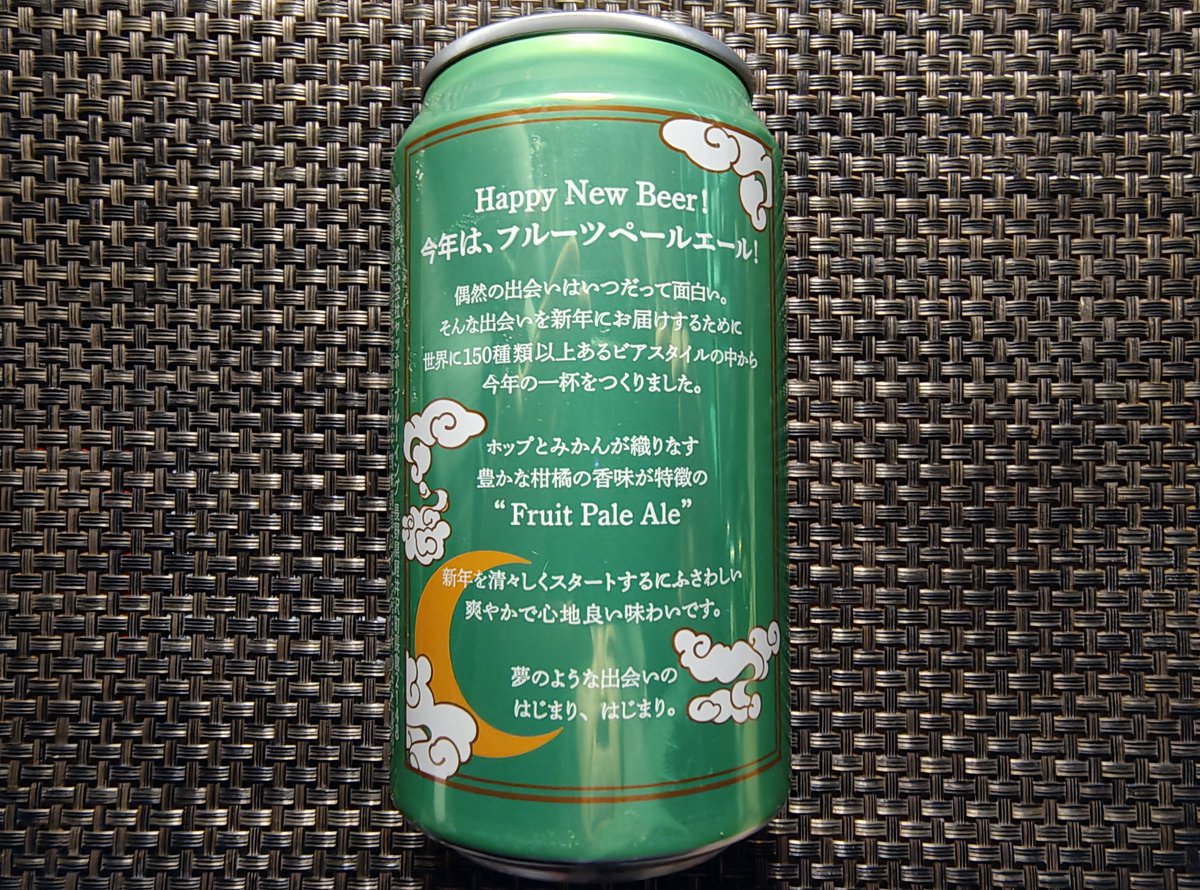 Happy New Beer!
今年は、フルーツペールエール!
偶然の出会いはいつだって面白い。
そんな出会いを新年にお届けするために
世界に150種類以上あるビアスタイルの中から
今年の一杯をつくりました。
ホップとみかんが織りなす
豊かな柑橘の香味が特徴の
“Fruit Pale Ale”
新年を清々しくスタートするにふさわしい
爽やかで心地良い味わいです。
夢のような出会いの
はじまり、はじまり。